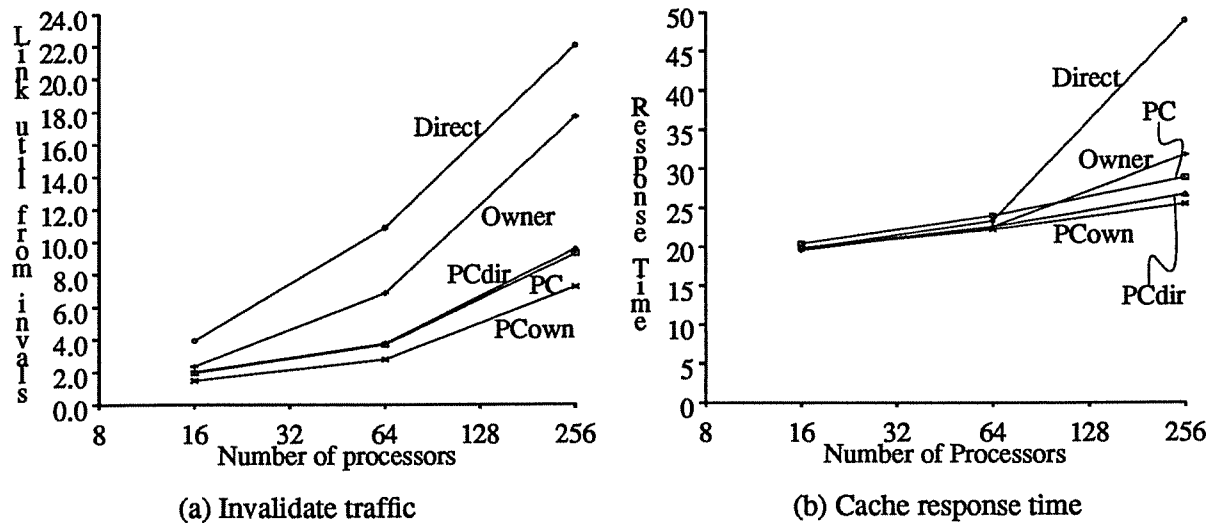 Link util from invals
24.0
22.0
20.0
18.0
16.0
14.0
12.0
10.0
8.0
6.0
4.0
2.0
0.0
Direct
Owner
PCdir
PC
PCown
8 16 32 64 128 256
Number of processors
(a) Invalidate traffic
Response Time
50
45
40
35
30
25
20
15
10
5
0
Direct
PC
Owner
PCown
PCdir
8 16 32 64 128 256
Number of Processors
(b) Cache response time